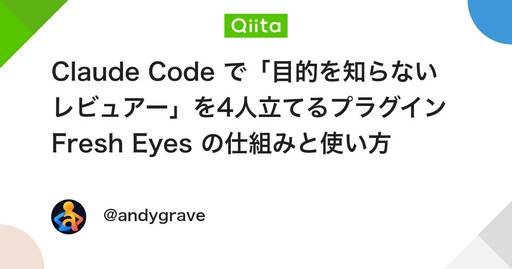 Qiita
Claude Code で「目的を知らない
レビュアー」を4人立てるプラグイン
Fresh Eyes の仕組みと使い方
@andygrave